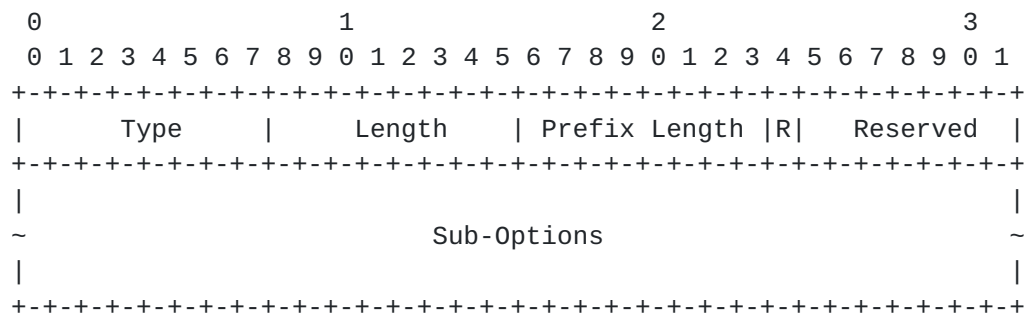 0                   1                   2                   3
 0 1 2 3 4 5 6 7 8 9 0 1 2 3 4 5 6 7 8 9 0 1 2 3 4 5 6 7 8 9 0 1
+-+-+-+-+-+-+-+-+-+-+-+-+-+-+-+-+-+-+-+-+-+-+-+-+-+-+-+-+-+-+-+-+
|      Type     |     Length    | Prefix Length |R|   Reserved  |
+-+-+-+-+-+-+-+-+-+-+-+-+-+-+-+-+-+-+-+-+-+-+-+-+-+-+-+-+-+-+-+-+
|                                                               |
~                          Sub-Options                          ~
|                                                               |
+-+-+-+-+-+-+-+-+-+-+-+-+-+-+-+-+-+-+-+-+-+-+-+-+-+-+-+-+-+-+-+-+